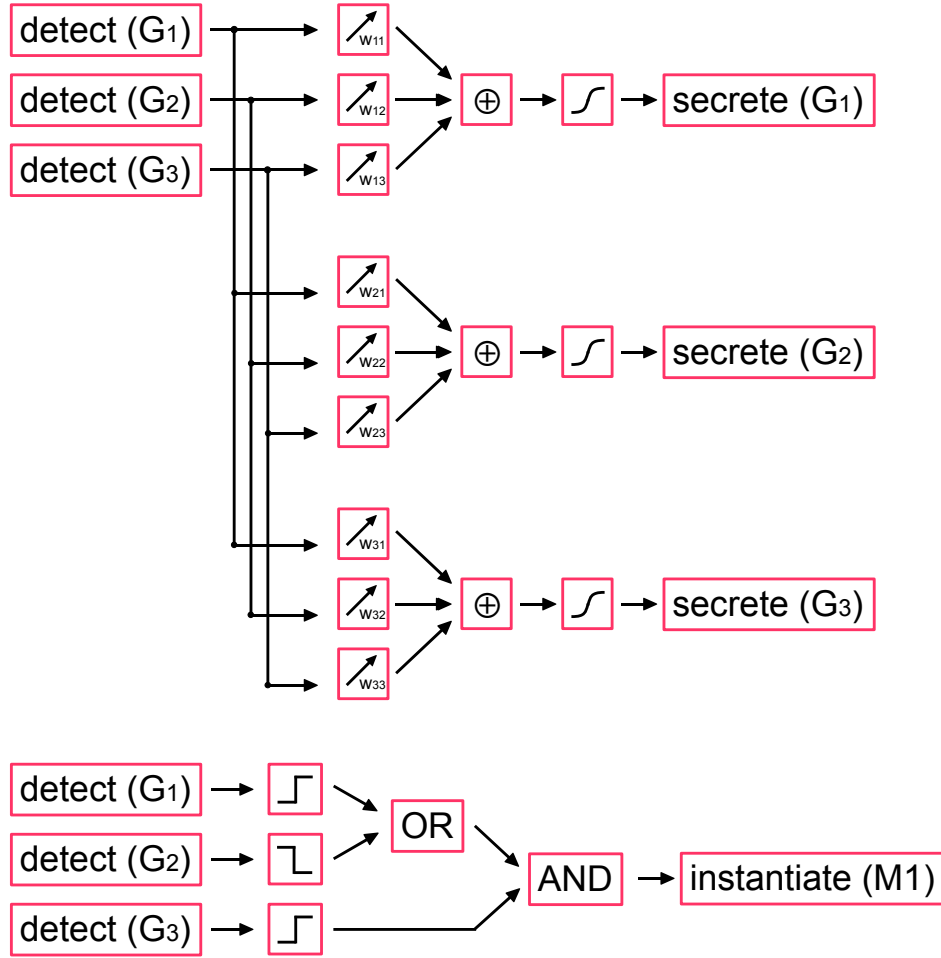 detect (G1)
W11
detect (G2)
W12
⊕
secrete (G1)
detect (G3)
W13
W21
W22
⊕
secrete (G2)
W23
W31
W32
⊕
secrete (G3)
W33
detect (G1)
OR
detect (G2)
AND
instantiate (M1)
detect (G3)